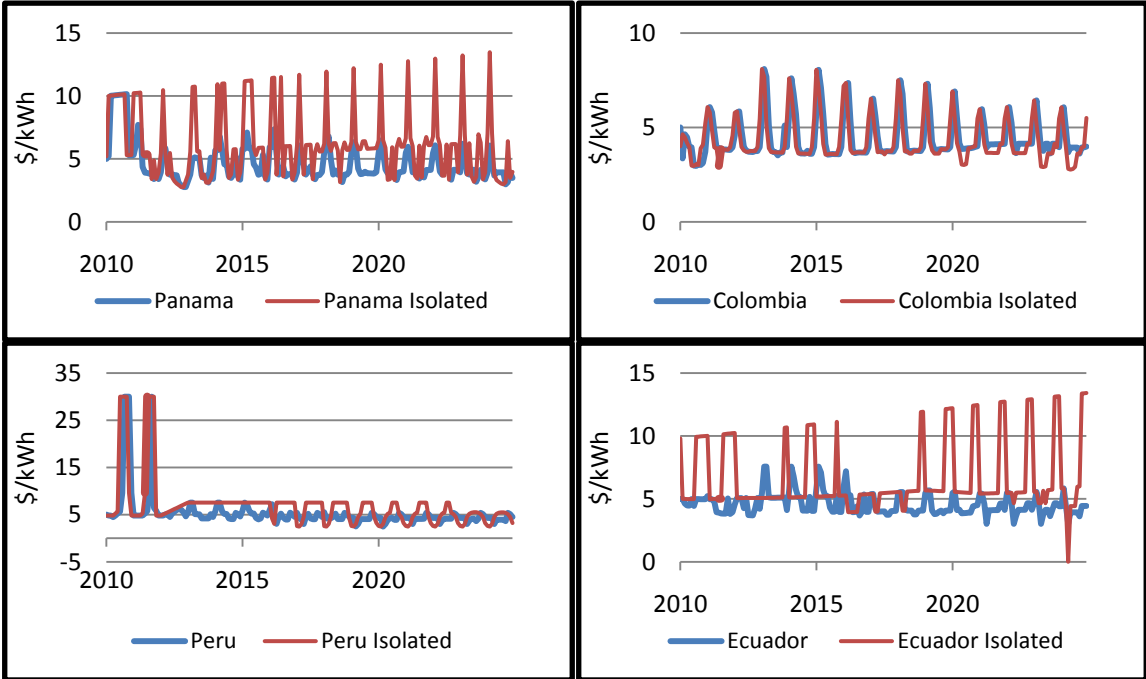 15
10
5
0
$/kWh
2010 2015 2020
Panama Panama Isolated
10
5
0
$/kWh
2010 2015 2020
Colombia Colombia Isolated
35
25
15
5
-5
$/kWh
2010 2015 2020
Peru Peru Isolated
15
10
5
0
$/kWh
2010 2015 2020
Ecuador Ecuador Isolated